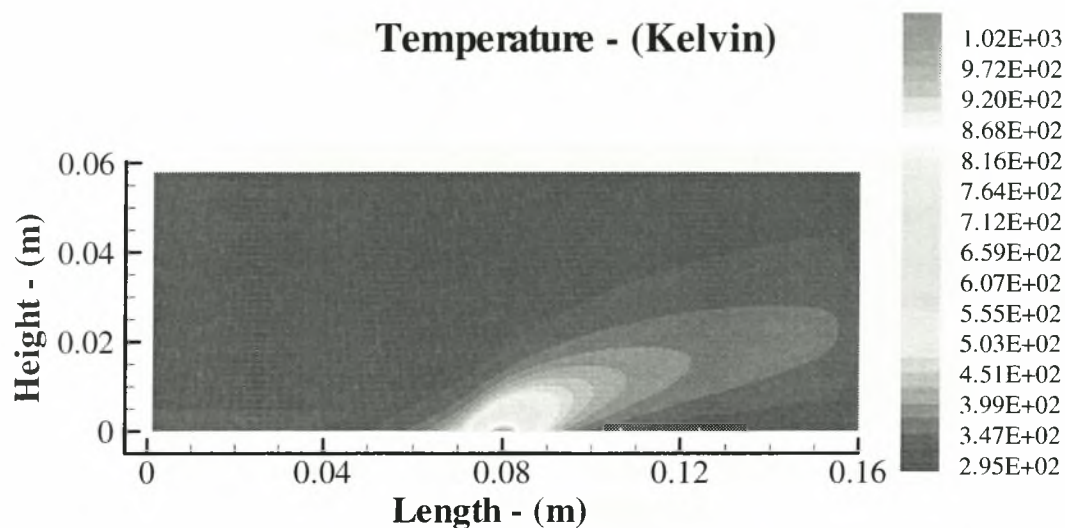 Temperature - (Kelvin)
1.02E+03
9.72E+02
9.20E+02
8.68E+02
8.16E+02
7.64E+02
7.12E+02
6.59E+02
6.07E+02
5.55E+02
5.03E+02
4.51E+02
3.99E+02
3.47E+02
2.95E+02
Height - (m)
0.06
0.04
0.02
0
0
0.04
0.08
0.12
0.16
Length - (m)